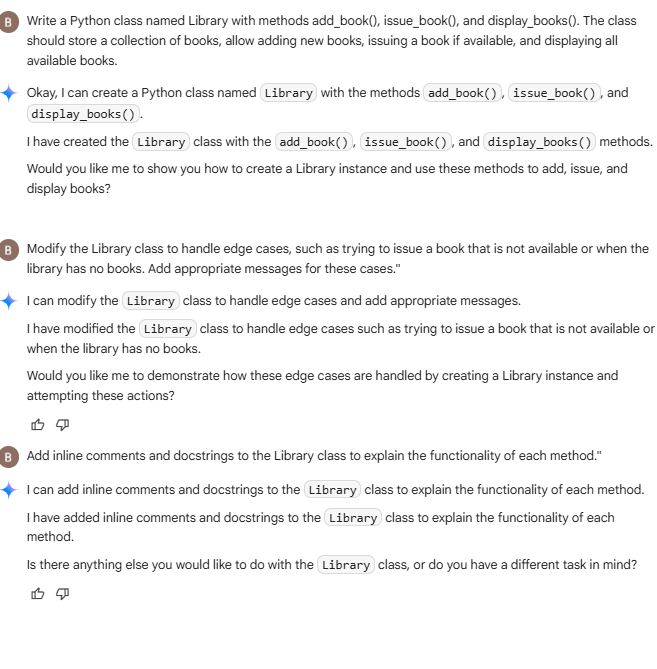 B
Write a Python class named Library with methods add_book(), issue_book(), and display_books(). The class
should store a collection of books, allow adding new books, issuing a book if available, and displaying all
available books.
Okay, I can create a Python class named Library with the methods add_book(), issue_book(), and
display_books().
I have created the Library class with the add_book(), issue_book(), and display_books() methods.
Would you like me to show you how to create a Library instance and use these methods to add, issue, and
display books?
B
Modify the Library class to handle edge cases, such as trying to issue a book that is not available or when the
library has no books. Add appropriate messages for these cases."
I can modify the Library class to handle edge cases and add appropriate messages.
I have modified the Library class to handle edge cases such as trying to issue a book that is not available or
when the library has no books.
Would you like me to demonstrate how these edge cases are handled by creating a Library instance and
attempting these actions?
B
Add inline comments and docstrings to the Library class to explain the functionality of each method."
I can add inline comments and docstrings to the Library class to explain the functionality of each method.
I have added inline comments and docstrings to the Library class to explain the functionality of each
method.
Is there anything else you would like to do with the Library class, or do you have a different task in mind?